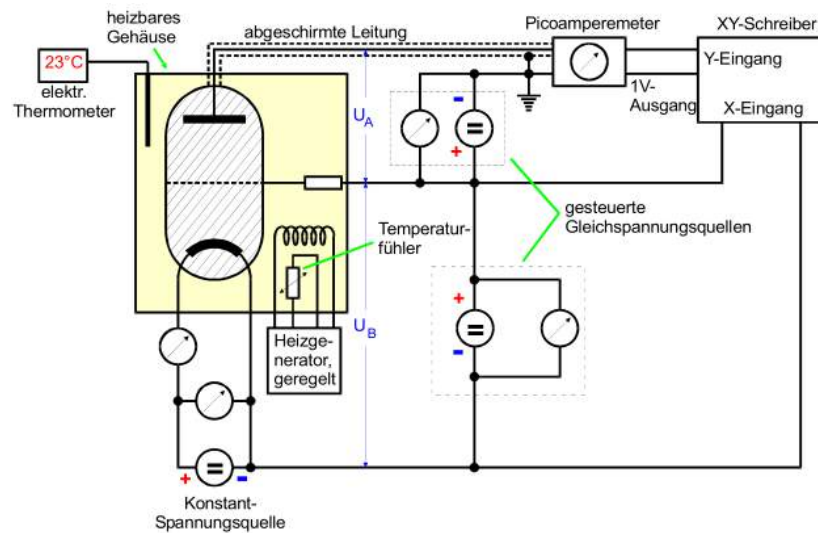 heizbares
Gehäuse
abgeschirmte Leitung
Picoamperemeter
XY-Schreiber
23°C
elektr.
Thermometer
Y-Eingang
1V-
Ausgang
X-Eingang
U_A
-
=
+
gesteuerte
Gleichspannungsquellen
Temperatur-
fühler
U_B
+
=
-
Heizge-
nerator,
geregelt
+ = -
Konstant-
Spannungsquelle